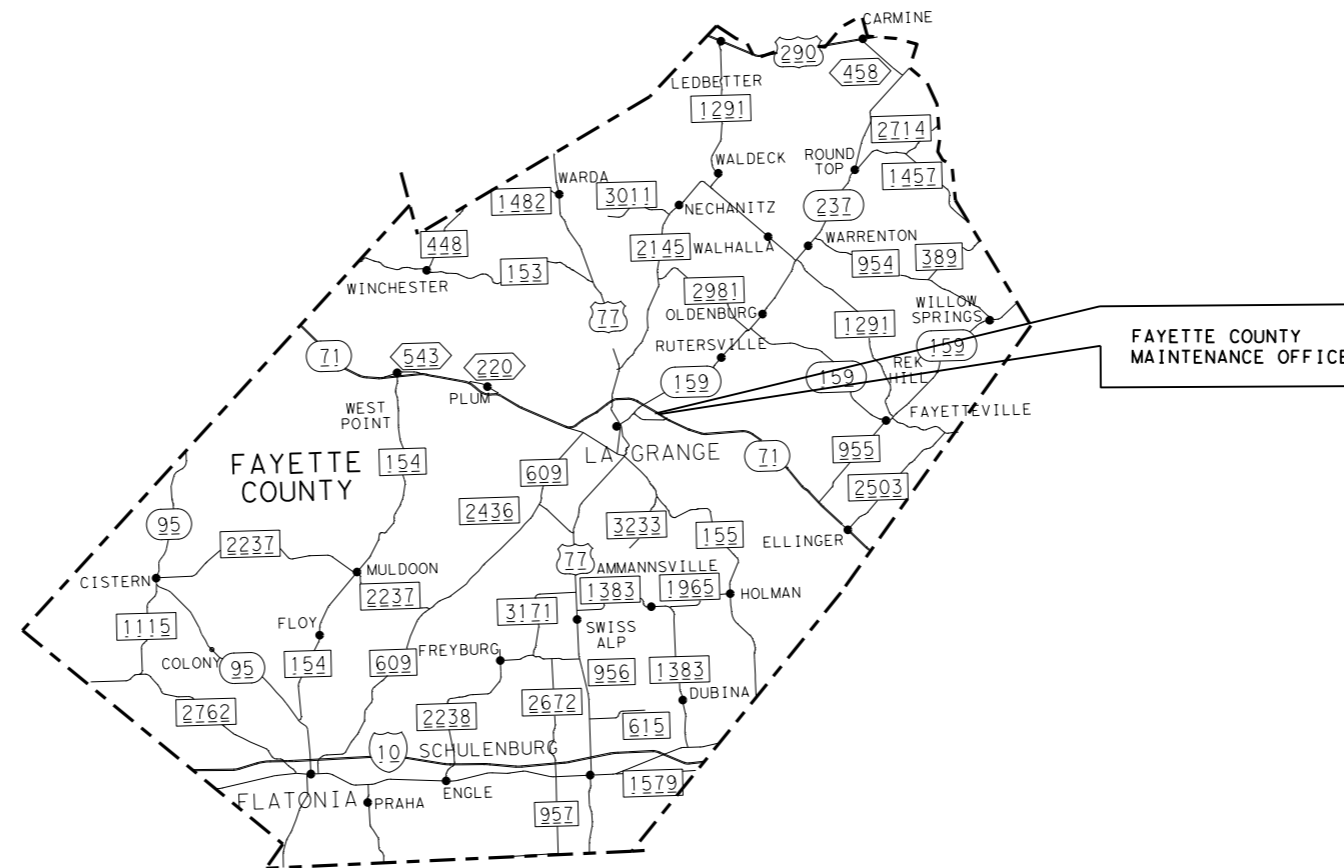 CARMINE
290
458
LEDBETTER
1291
2714
WALDECK
ROUND
TOP
1457
WARDA
1482
3011
NECHANITZ
237
448
2145
WALHALLA
WARRENTON
389
954
153
WINCHESTER
2981
WILLOW
SPRINGS
77
OLDENBURG
1291
FAYETTE COUNTY
MAINTENANCE OFFICE
71
543
220
RUTERSVILLE
159
REK
HILL
159
159
PLUM
WEST
POINT
FAYETTEVILLE
LA GRANGE
71
955
FAYETTE
COUNTY
154
609
2503
2436
95
3233
155
ELLINGER
2237
77
AMMANNSVILLE
CISTERN
MULDOON
2237
1383
1965
HOLMAN
1115
FLOY
3171
SWISS
ALP
COLONY
95
154
609
FREYBURG
956
1383
DUBINA
2762
2238
2672
615
10
SCHULENBURG
FLATONIA
PRAHA
ENGLE
1579
957